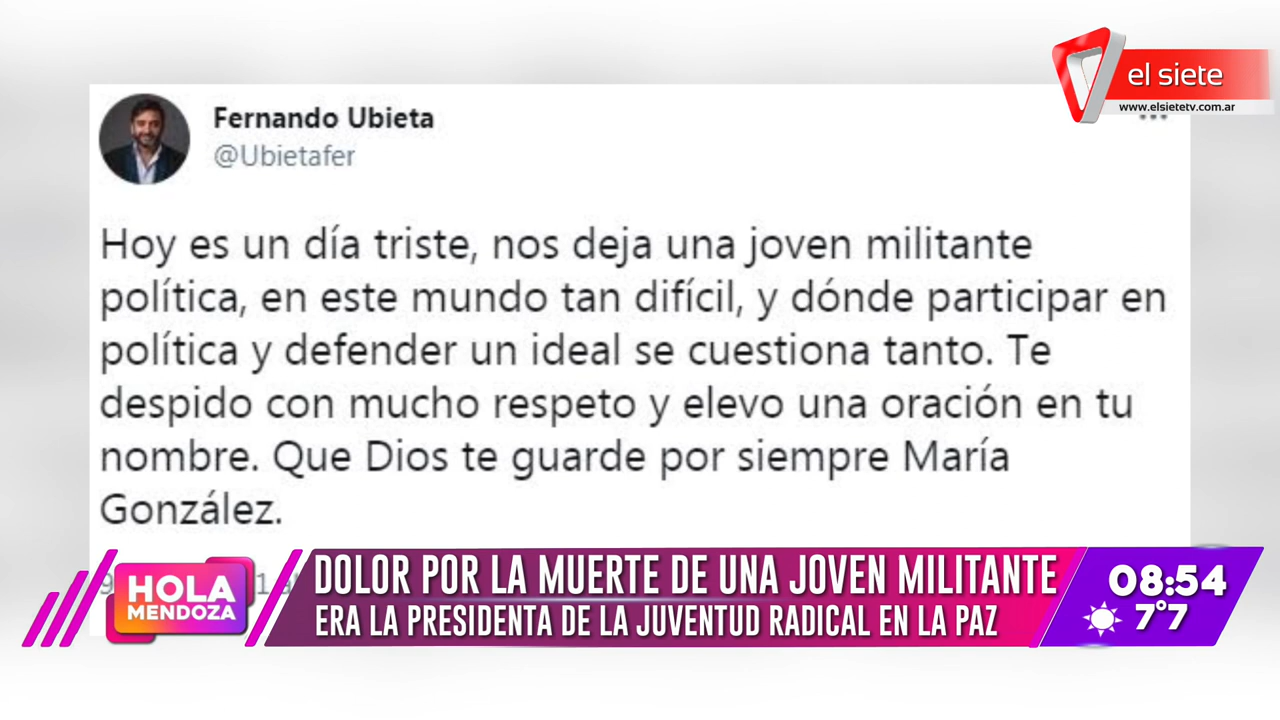 el siete
www.elsietetv.com.ar
Fernando Ubieta
@Ubietafer
Hoy es un día triste, nos deja una joven militante
política, en este mundo tan difícil, y dónde participar en
política y defender un ideal se cuestiona tanto. Te
despido con mucho respeto y elevo una oración en tu
nombre. Que Dios te guarde por siempre María
González.
HOLA
MENDOZA
DOLOR POR LA MUERTE DE UNA JOVEN MILITANTE
ERA LA PRESIDENTA DE LA JUVENTUD RADICAL EN LA PAZ
08:54
7°7